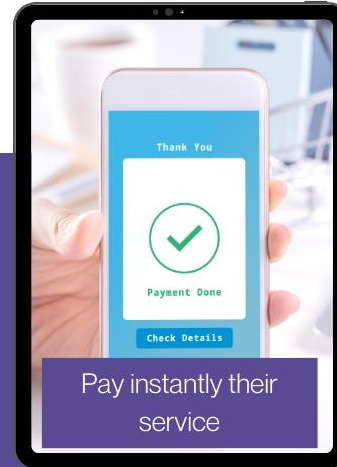 Thank You
Payment Done
Check Details
Pay instantly their
service